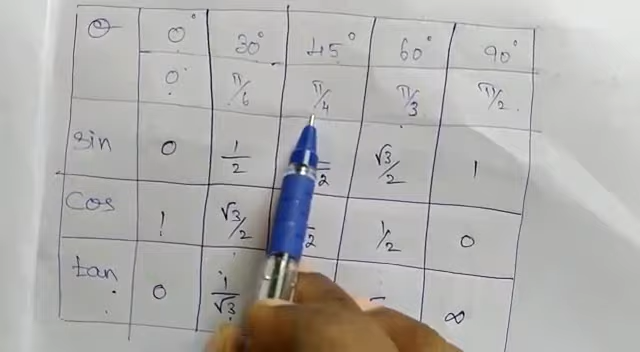 θ 0° 30° 45° 60° 90°
0° π/6 π/4 π/3 π/2
sin 0 1/2 √3/2 1
cos 1 √3/2 1/2 0
tan 0 1/√3 ∞